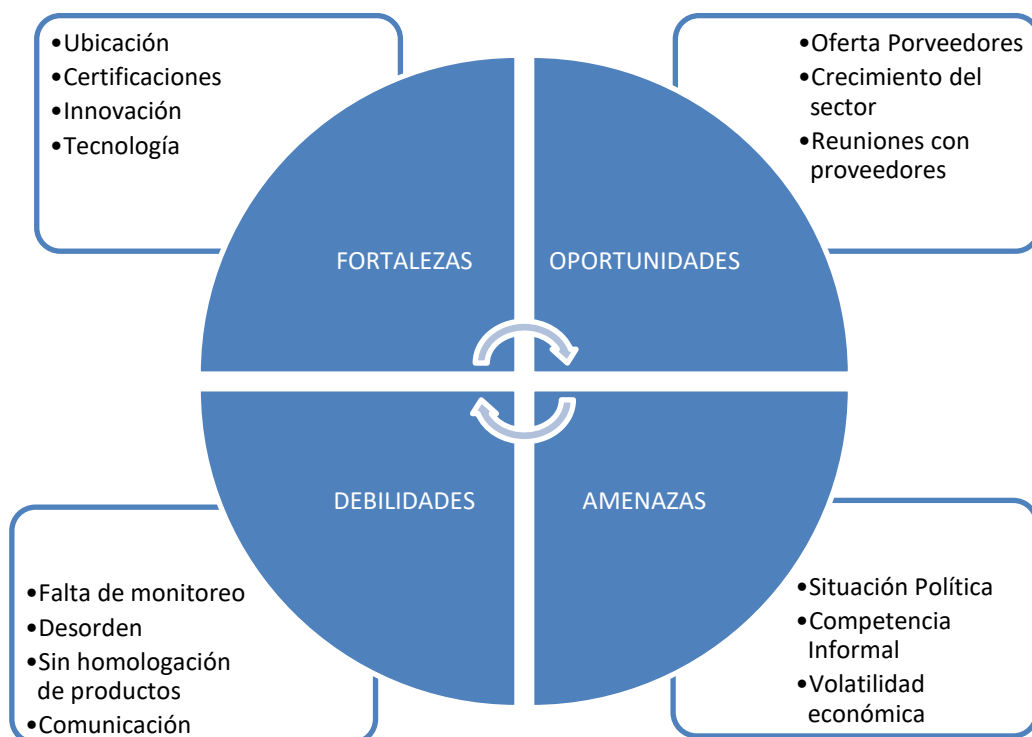 •Ubicación
•Certificaciones
•Innovación
•Tecnología
•Oferta Porveedores
•Crecimiento del
sector
•Reuniones con
proveedores
FORTALEZAS
OPORTUNIDADES
DEBILIDADES
AMENAZAS
•Falta de monitoreo
•Desorden
•Sin homologación
de productos
•Comunicación
•Situación Política
•Competencia
Informal
•Volatilidad
económica